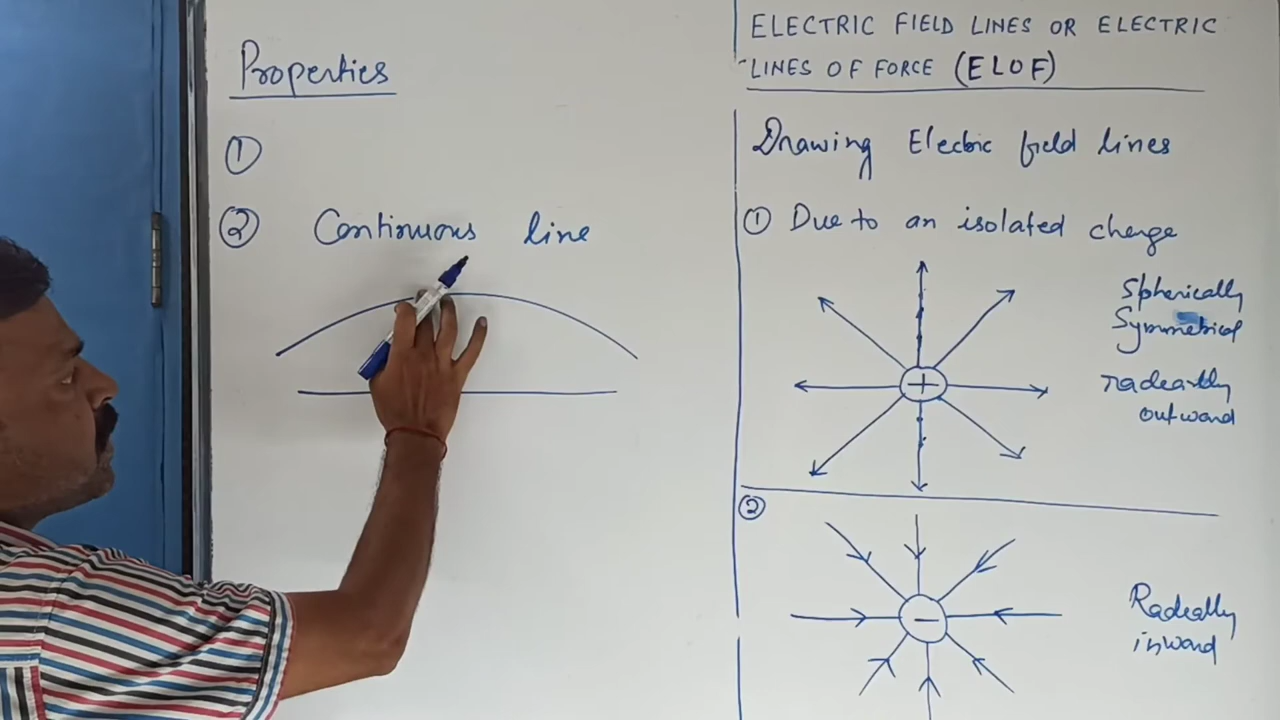 Properties
①
② Continuous line
ELECTRIC FIELD LINES OR ELECTRIC
LINES OF FORCE (ELOF)
Drawing Electric field lines
① Due to an isolated charge
Spherically
Symmetrical
radeally
outward
+
②
−
Radeally
inward